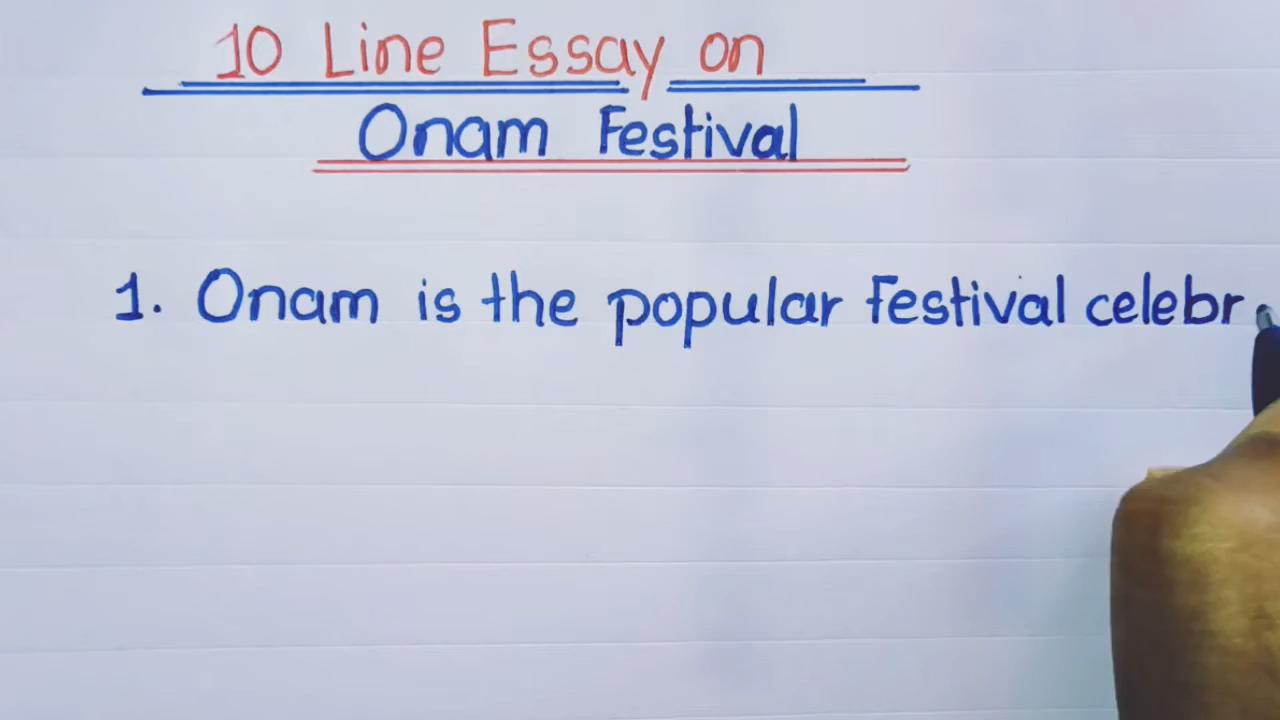 10 Line Essay on
Onam Festival
1. Onam is the popular festival celebr